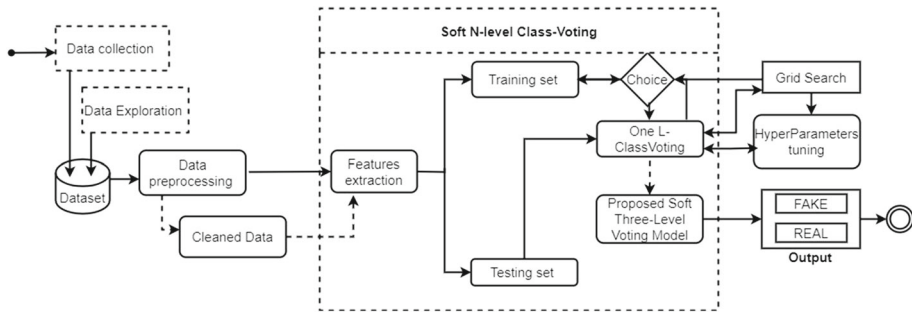 Soft N-level Class-Voting
Data collection
Data Exploration
Dataset
Data
preprocessing
Cleaned Data
Features
extraction
Training set
Choice
Grid Search
One L-
ClassVoting
HyperParameters
tuning
Proposed Soft
Three-Level
Voting Model
Testing set
FAKE
REAL
Output